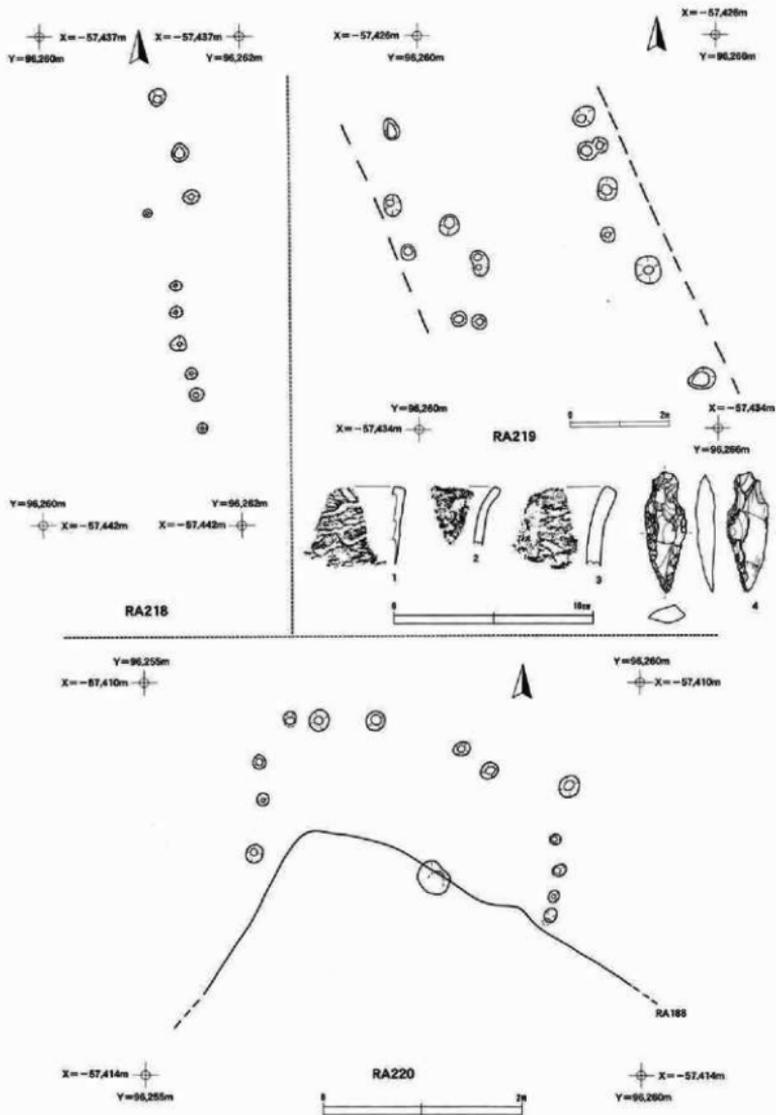 X=-57,437m
X=-57,437m
Y=96,260m
Y=96,262m
X=-57,426m
Y=96,260m
X=-57,426m
Y=96,266m
Y=96,260m
X=-57,442m
Y=96,262m
X=-57,442m
RA218
Y=96,260m
X=-57,434m
RA219
0
2m
X=-57,434m
Y=96,266m
1
2
3
4
0
10cm
Y=96,255m
X=-57,410m
Y=96,260m
X=-57,410m
RA188
X=-57,414m
Y=96,255m
RA220
X=-57,414m
Y=96,260m
0
2m